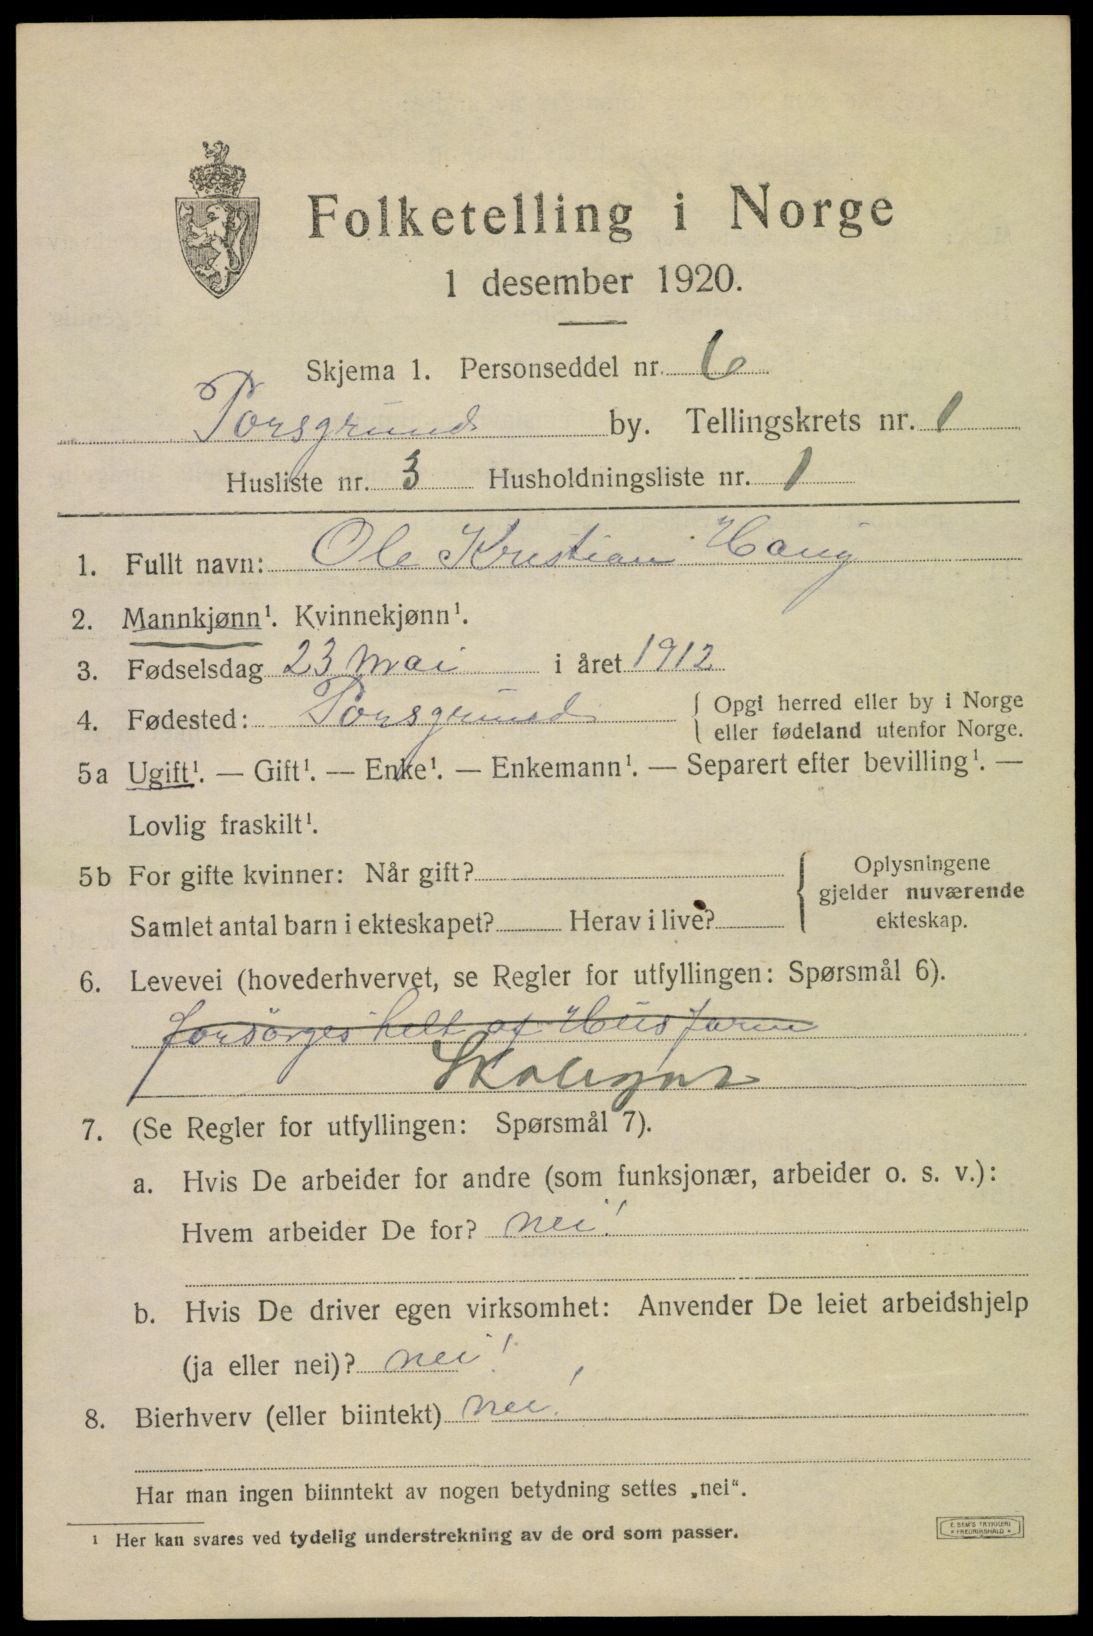 Folketelling i Norge
1 desember 1920.
Skjema 1. Personseddel nr. 6
Porsgrund by. Tellingskrets nr. 1
Husliste nr. 3 Husholdningsliste nr. 1
1. Fullt navn: Ole Kristian Haug
2. Mannkjønn¹. Kvinnekjønn¹.
3. Fødselsdag 23 mai i året 1912
4. Fødested: Porsgrund { Opgi herred eller by i Norge
eller fødeland utenfor Norge.
5a Ugift¹. — Gift¹. — Enke¹. — Enkemann¹. — Separert efter bevilling¹. —
Lovlig fraskilt¹.
5b For gifte kvinner: Når gift?
Samlet antal barn i ekteskapet? Herav i live?
{ Oplysningene
gjelder nuværende
ekteskap.
6. Levevei (hovederhvervet, se Regler for utfyllingen: Spørsmål 6).
forsørges helt af Husfarm
Skolegut
7. (Se Regler for utfyllingen: Spørsmål 7).
a. Hvis De arbeider for andre (som funksjonær, arbeider o. s. v.):
Hvem arbeider De for? nei!
b. Hvis De driver egen virksomhet: Anvender De leiet arbeidshjelp
(ja eller nei)? nei!
8. Bierhverv (eller biintekt) nei!
Har man ingen biinntekt av nogen betydning settes „nei“.
¹ Her kan svares ved tydelig understrekning av de ord som passer.
E. SEM'S TRYKKERI
* FREDRIKSHALD *